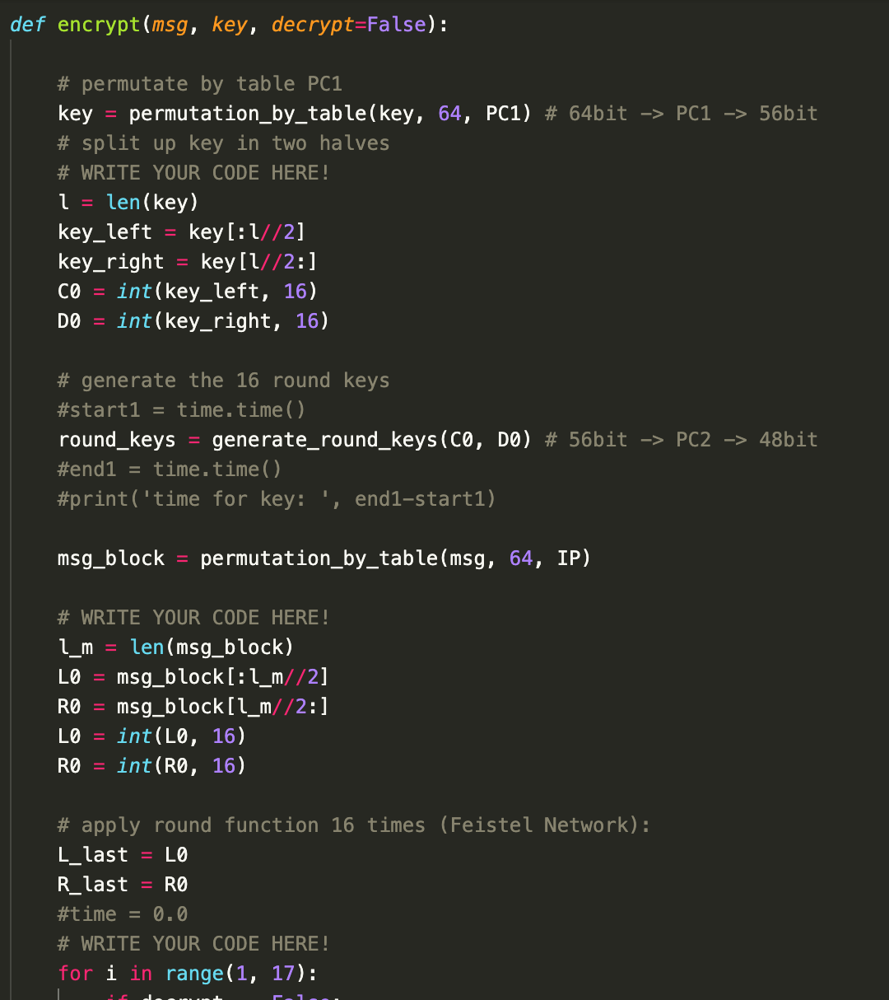 def encrypt(msg, key, decrypt=False):
# permutate by table PC1
key = permutation_by_table(key, 64, PC1) # 64bit -> PC1 -> 56bit
# split up key in two halves
# WRITE YOUR CODE HERE!
l = len(key)
key_left = key[:l//2]
key_right = key[l//2:]
C0 = int(key_left, 16)
D0 = int(key_right, 16)
# generate the 16 round keys
#start1 = time.time()
round_keys = generate_round_keys(C0, D0) # 56bit -> PC2 -> 48bit
#end1 = time.time()
#print('time for key: ', end1-start1)
msg_block = permutation_by_table(msg, 64, IP)
# WRITE YOUR CODE HERE!
l_m = len(msg_block)
L0 = msg_block[:l_m//2]
R0 = msg_block[l_m//2:]
L0 = int(L0, 16)
R0 = int(R0, 16)
# apply round function 16 times (Feistel Network):
L_last = L0
R_last = R0
#time = 0.0
# WRITE YOUR CODE HERE!
for i in range(1, 17):